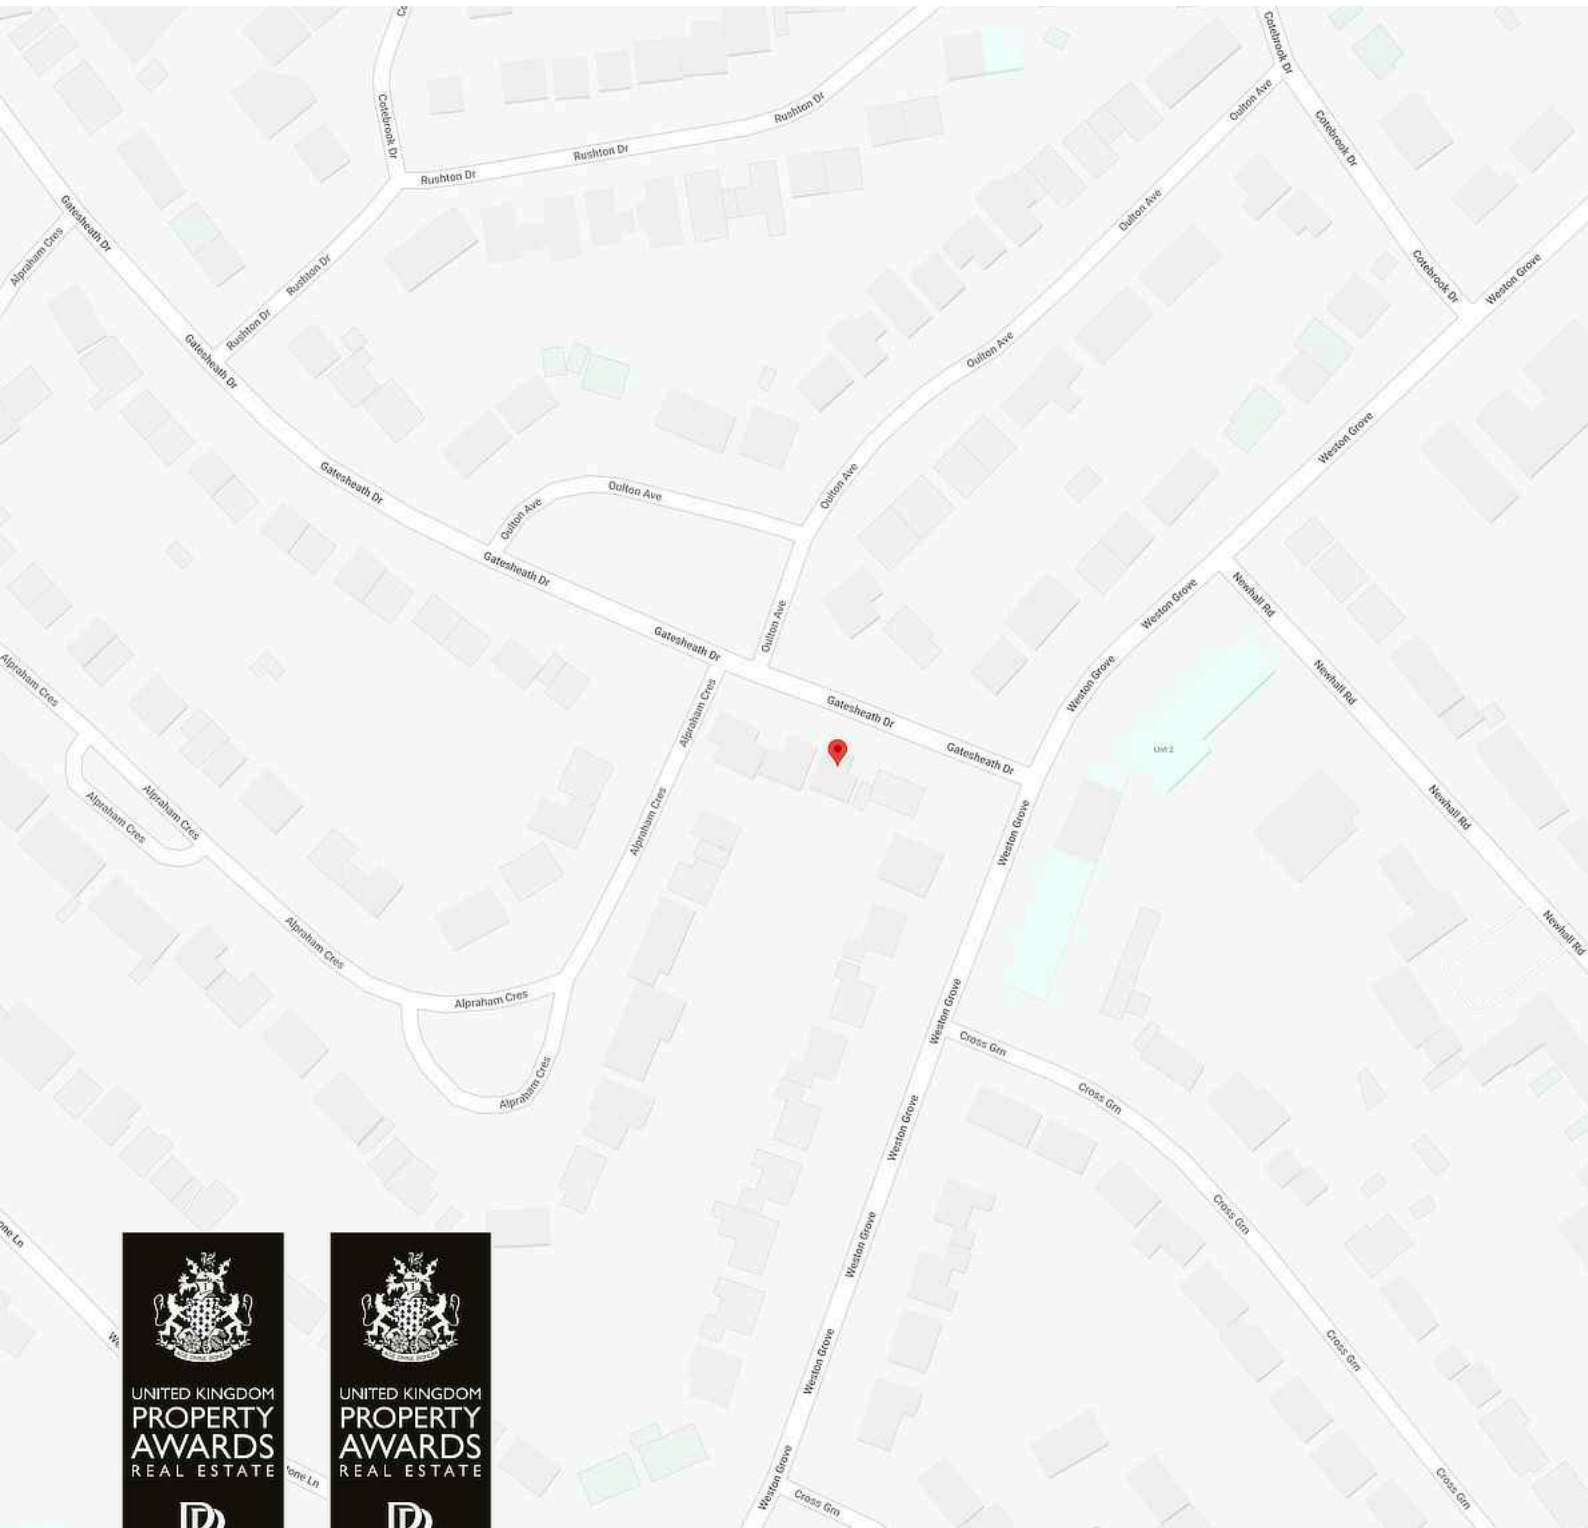 Cotebrook Dr
Cotebrook Dr
Rushton Dr
Rushton Dr
Rushton Dr
Oulton Ave
Cotebrook Dr
Gatesheath Dr
Alpraham Cres
Rushton Dr
Rushton Dr
Oulton Ave
Cotebrook Dr
Weston Grove
Gatesheath Dr
Oulton Ave
Weston Grove
Gatesheath Dr
Oulton Ave
Oulton Ave
Oulton Ave
Gatesheath Dr
Weston Grove
Newhall Rd
Gatesheath Dr
Oulton Ave
Weston Grove
Newhall Rd
Alpraham Cres
Alpraham Cres
Gatesheath Dr
Gatesheath Dr
Unit 2
Alpraham Cres
Alpraham Cres
Alpraham Cres
Weston Grove
Newhall Rd
Alpraham Cres
Newhall Rd
Alpraham Cres
Weston Grove
Cross Grn
Alpraham Cres
Cross Grn
Weston Grove
Cross Grn
one Ln
Weston Grove
Cross Grn
Weston Grove
UNITED KINGDOM
PROPERTY
AWARDS
REAL ESTATE
UNITED KINGDOM
PROPERTY
AWARDS
REAL ESTATE
tone Ln
Weston Grove
Cross Grn
Cross Grn